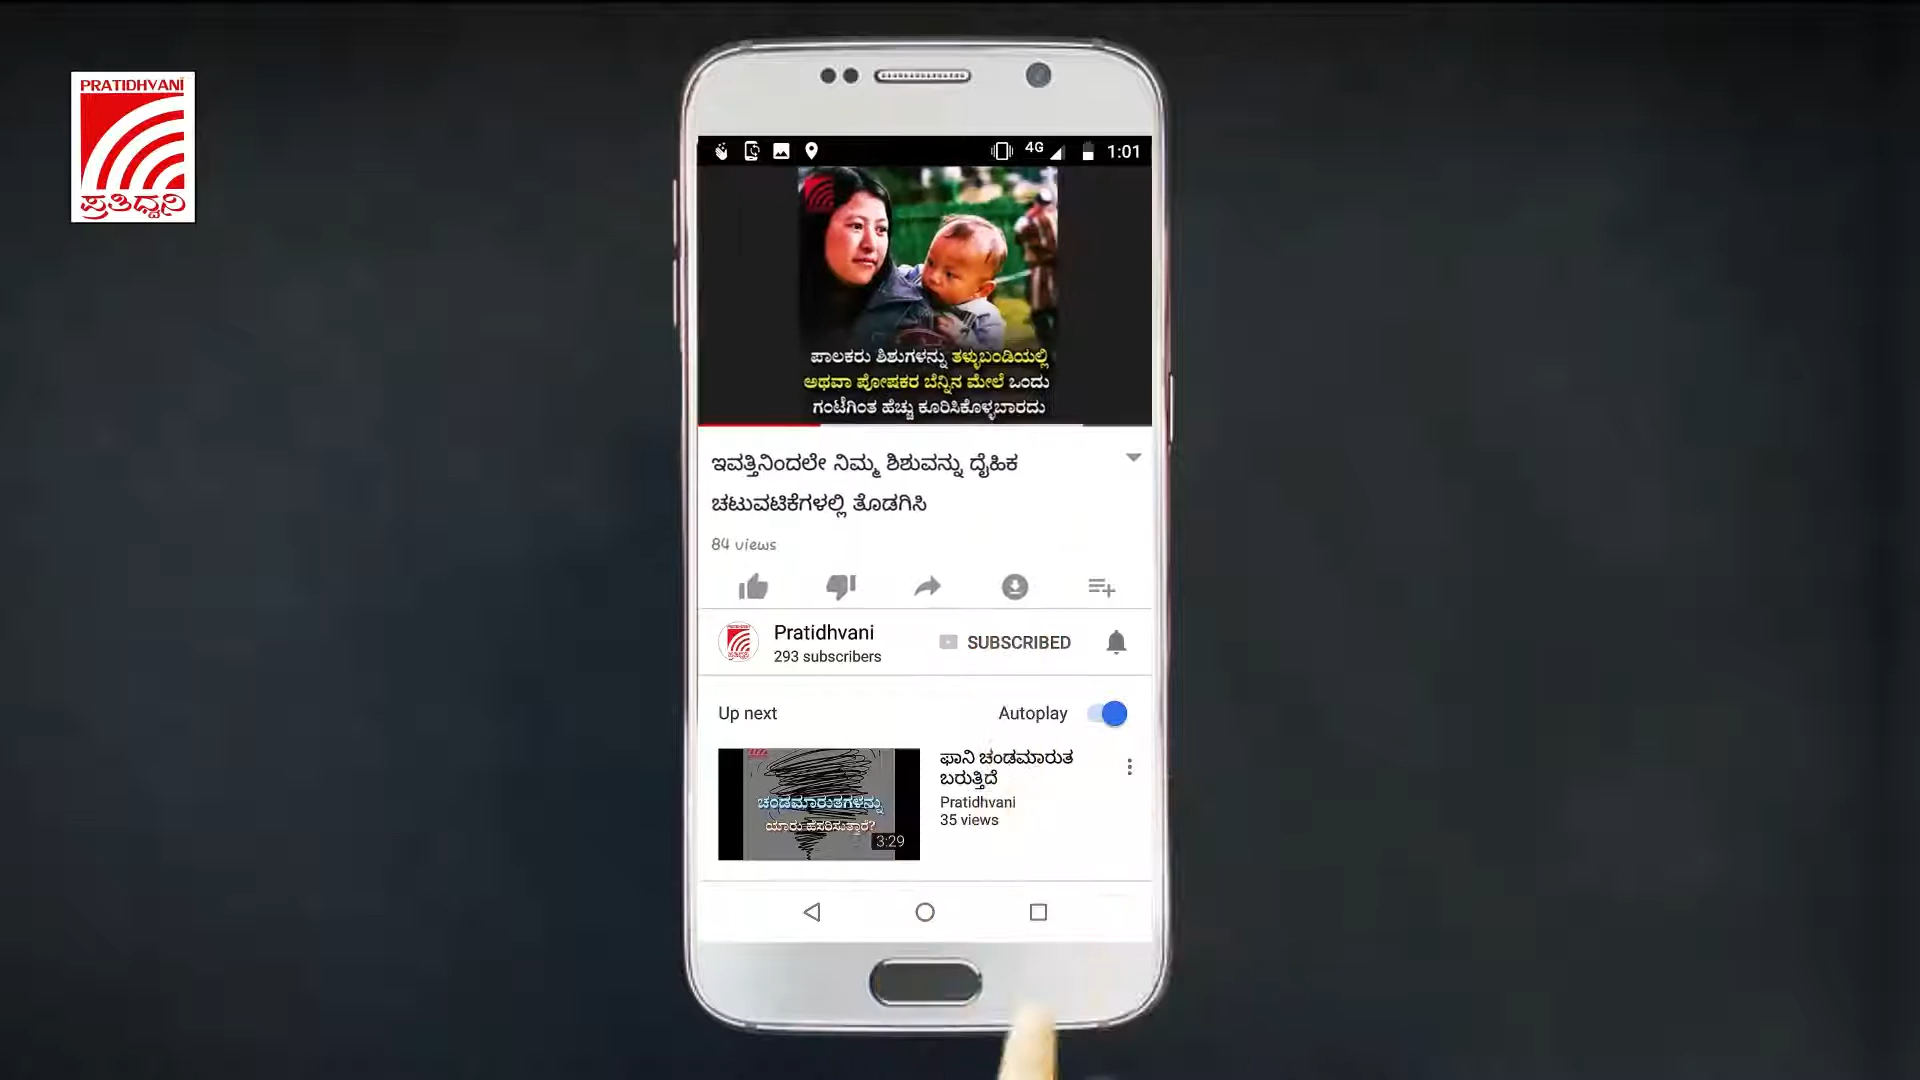 PRATIDHVANI
ಪ್ರತಿಧ್ವನಿ
4G
1:01
ಪಾಲಕರು ಶಿಶುಗಳನ್ನು ತಳ್ಳುಬಂಡಿಯಲ್ಲಿ
ಅಥವಾ ಪೋಷಕರ ಬೆನ್ನಿನ ಮೇಲೆ ಒಂದು
ಗಂಟೆಗಿಂತ ಹೆಚ್ಚು ಕೂರಿಸಿಕೊಳ್ಳಬಾರದು
ಇವತ್ತಿನಿಂದಲೇ ನಿಮ್ಮ ಶಿಶುವನ್ನು ದೈಹಿಕ
ಚಟುವಟಿಕೆಗಳಲ್ಲಿ ತೊಡಗಿಸಿ
84 views
Pratidhvani
293 subscribers
SUBSCRIBED
Up next
Autoplay
ಚಂಡಮಾರುತಗಳನ್ನು
ಯಾರು ಹೆಸರಿಸುತ್ತಾರೆ?
3:29
ಫಾನಿ ಚಂಡಮಾರುತ
ಬರುತ್ತಿದೆ
Pratidhvani
35 views